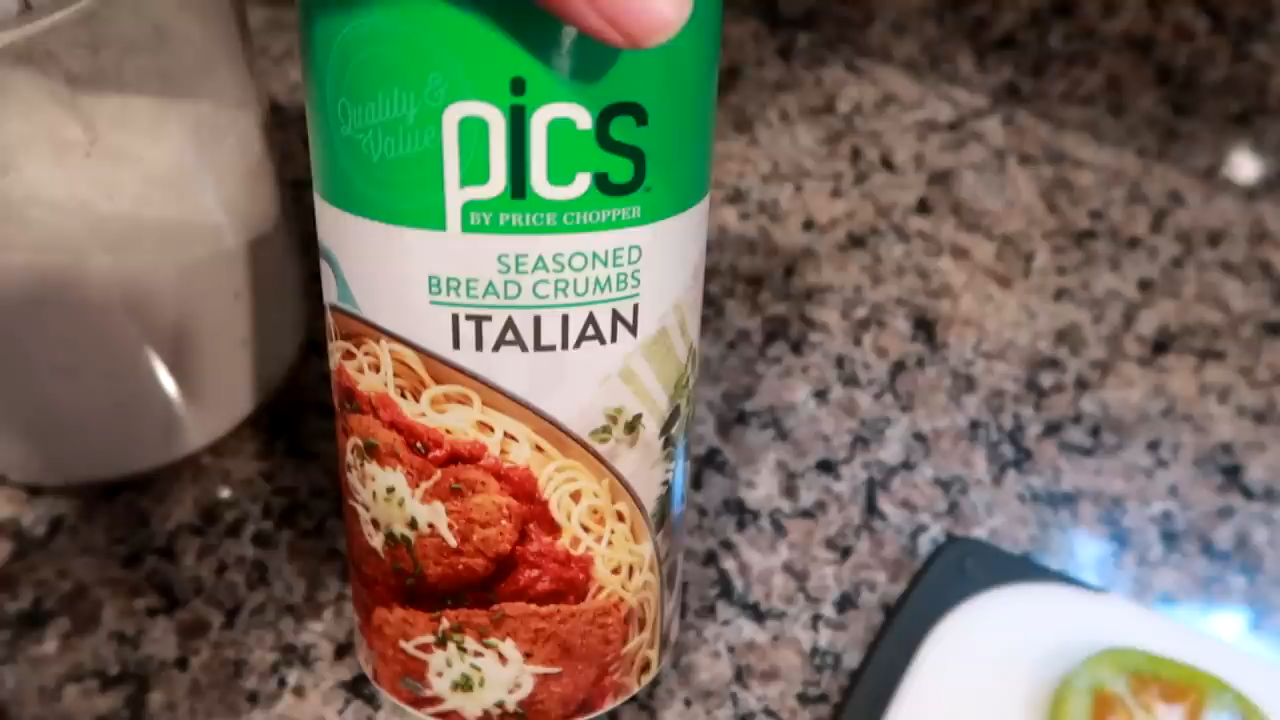 Quality &
Value
pics
BY PRICE CHOPPER
SEASONED
BREAD CRUMBS
ITALIAN